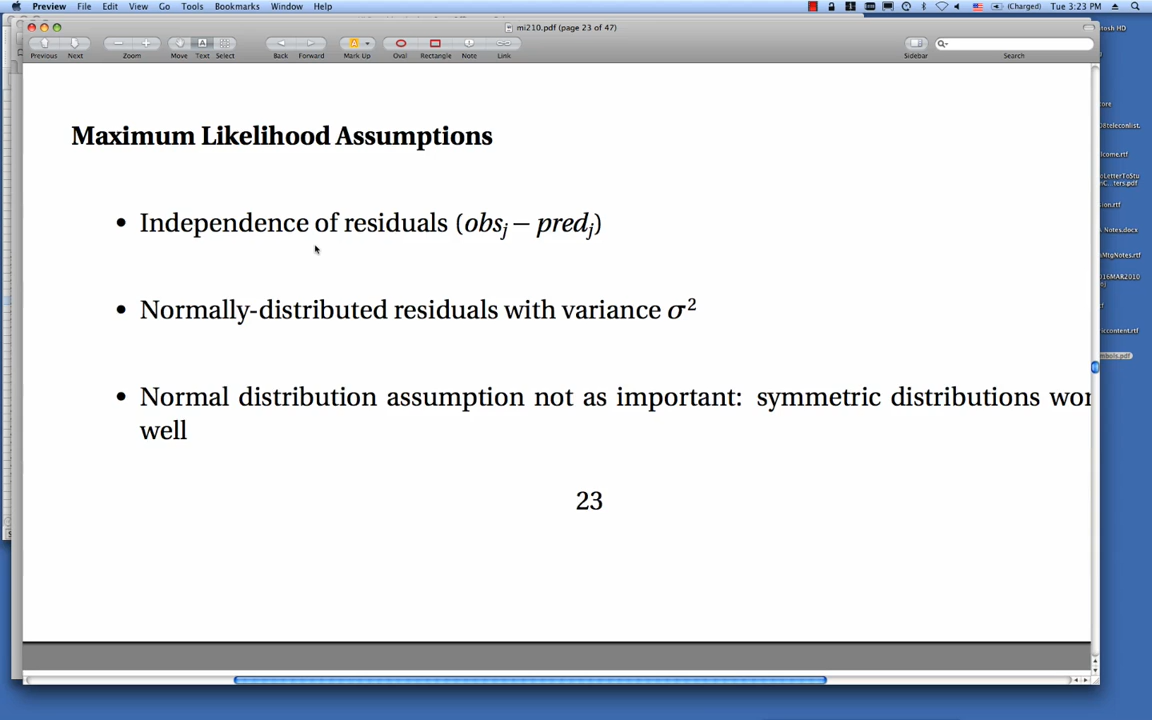 Preview File Edit View Go Tools Bookmarks Window Help (Charged) Tue 3:23 PM
mi210.pdf (page 23 of 47)
Previous Next Zoom Move Text Select Back Forward Mark Up Oval Rectangle Note Link Sidebar Search
Maximum Likelihood Assumptions
• Independence of residuals (obsj − predj)
• Normally-distributed residuals with variance σ²
• Normal distribution assumption not as important: symmetric distributions wor
well
23